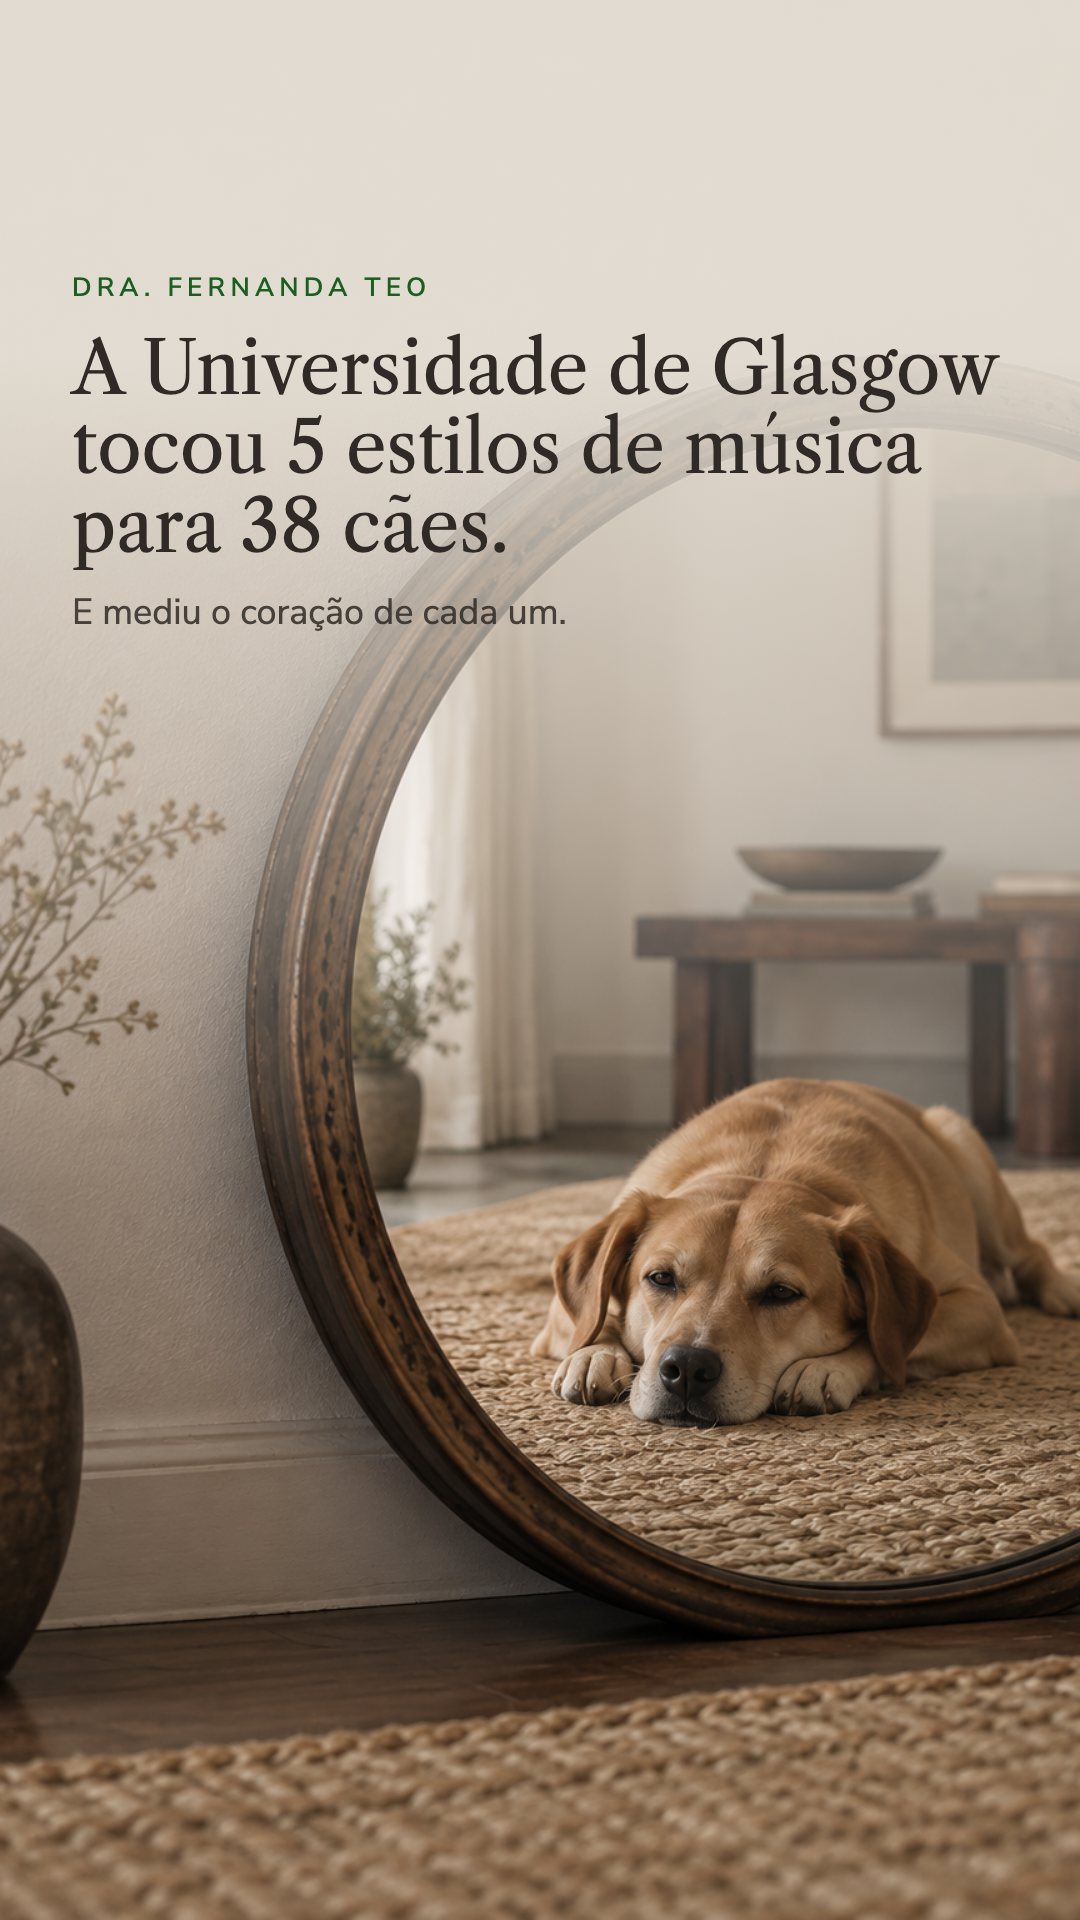 DRA. FERNANDA TEO
A Universidade de Glasgow
tocou 5 estilos de música
para 38 cães.
E mediu o coração de cada um.